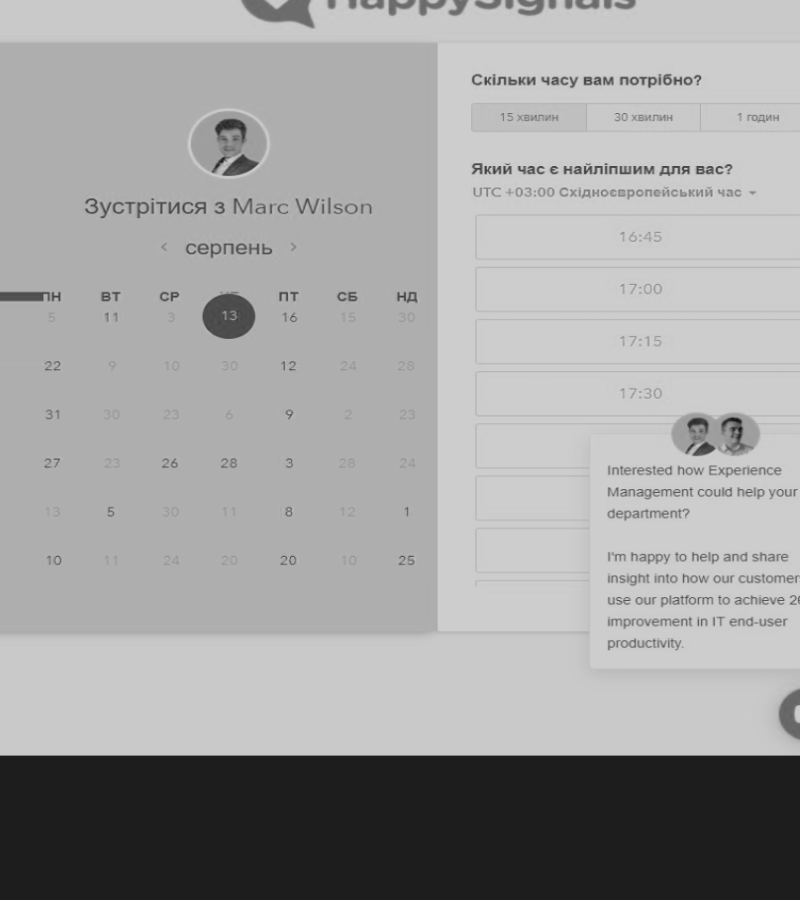 HappySignals
Зустрітися з Marc Wilson
серпень
ПН ВТ СР ПТ СБ НД
5 11 3 13 16 15 30
22 9 10 30 12 24 28
31 30 23 6 9 2 23
27 23 26 28 3 28 24
13 5 30 11 8 12 1
10 11 24 20 20 10 25
Скільки часу вам потрібно?
15 хвилин 30 хвилин 1 годин
Який час є найліпшим для вас?
UTC +03:00 Східноєвропейський час
16:45
17:00
17:15
17:30
Interested how Experience
Management could help your
department?
I'm happy to help and share
insight into how our customer
use our platform to achieve 26
improvement in IT end-user
productivity.